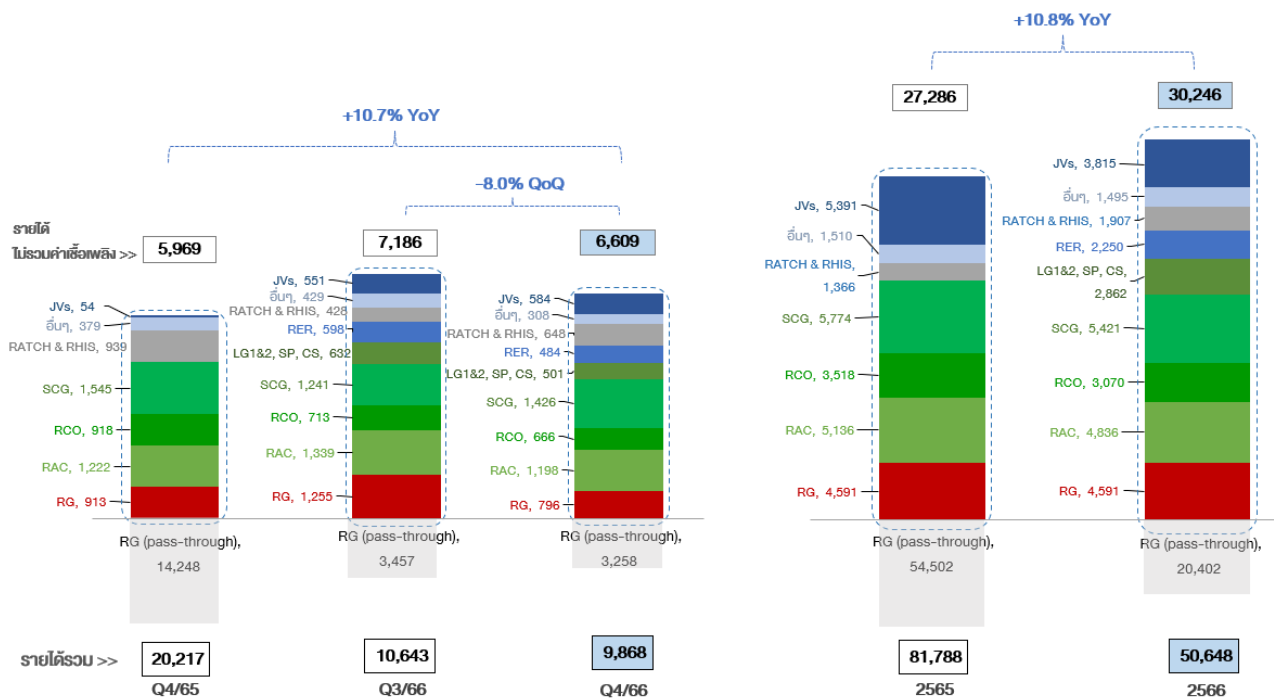 +10.7% YoY
-8.0% QoQ
รายได้
ไม่รวมค่าเชื้อเพลิง >>
5,969
JVs, 54
อื่นๆ, 379
RATCH & RHIS, 939
SCG, 1,545
RCO, 918
RAC, 1,222
RG, 913
RG (pass-through),
14,248
7,186
JVs, 551
อื่นๆ, 429
RATCH & RHIS, 428
RER, 598
LG1&2, SP, CS, 632
SCG, 1,241
RCO, 713
RAC, 1,339
RG, 1,255
RG (pass-through),
3,457
6,609
JVs, 584
อื่นๆ, 308
RATCH & RHIS, 648
RER, 484
LG1&2, SP, CS, 501
SCG, 1,426
RCO, 666
RAC, 1,198
RG, 796
RG (pass-through),
3,258
รายได้รวม >>
20,217
10,643
9,868
Q4/65
Q3/66
Q4/66
+10.8% YoY
27,286
JVs, 5,391
อื่นๆ, 1,510
RATCH & RHIS,
1,366
SCG, 5,774
RCO, 3,518
RAC, 5,136
RG, 4,591
RG (pass-through),
54,502
30,246
JVs, 3,815
อื่นๆ, 1,495
RATCH & RHIS, 1,907
RER, 2,250
LG1&2, SP, CS,
2,862
SCG, 5,421
RCO, 3,070
RAC, 4,836
RG, 4,591
RG (pass-through),
20,402
81,788
50,648
2565
2566